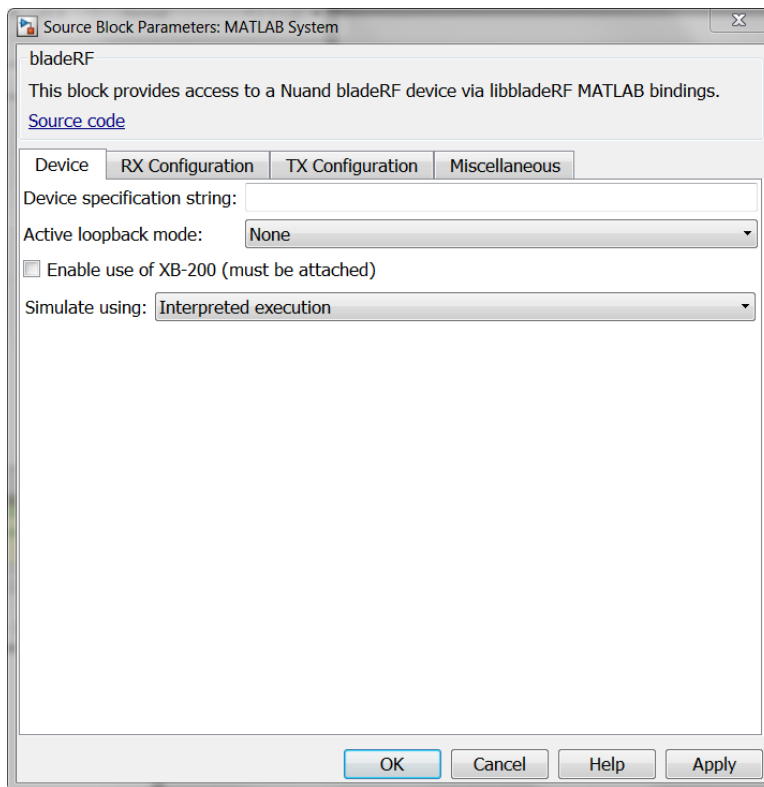 Source Block Parameters: MATLAB System
bladeRF
This block provides access to a Nuand bladeRF device via libbladeRF MATLAB bindings.
Source code
Device RX Configuration TX Configuration Miscellaneous
Device specification string:
Active loopback mode: None
Enable use of XB-200 (must be attached)
Simulate using: Interpreted execution
OK Cancel Help Apply